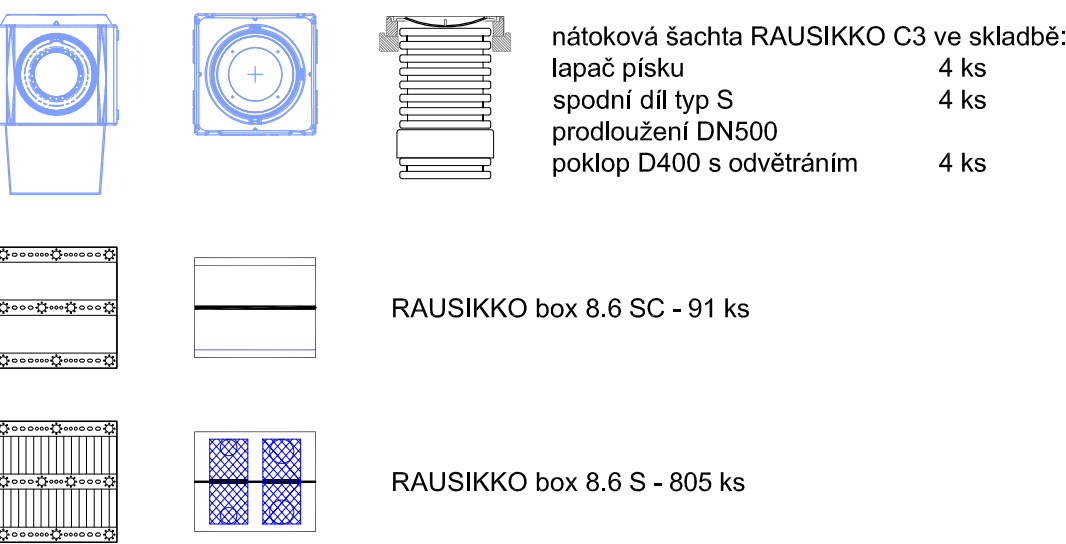 nátoková šachta RAUSIKKO C3 ve skladbě:
lapač písku 4 ks
spodní díl typ S 4 ks
prodloužení DN500
poklop D400 s odvětráním 4 ks
RAUSIKKO box 8.6 SC - 91 ks
RAUSIKKO box 8.6 S - 805 ks